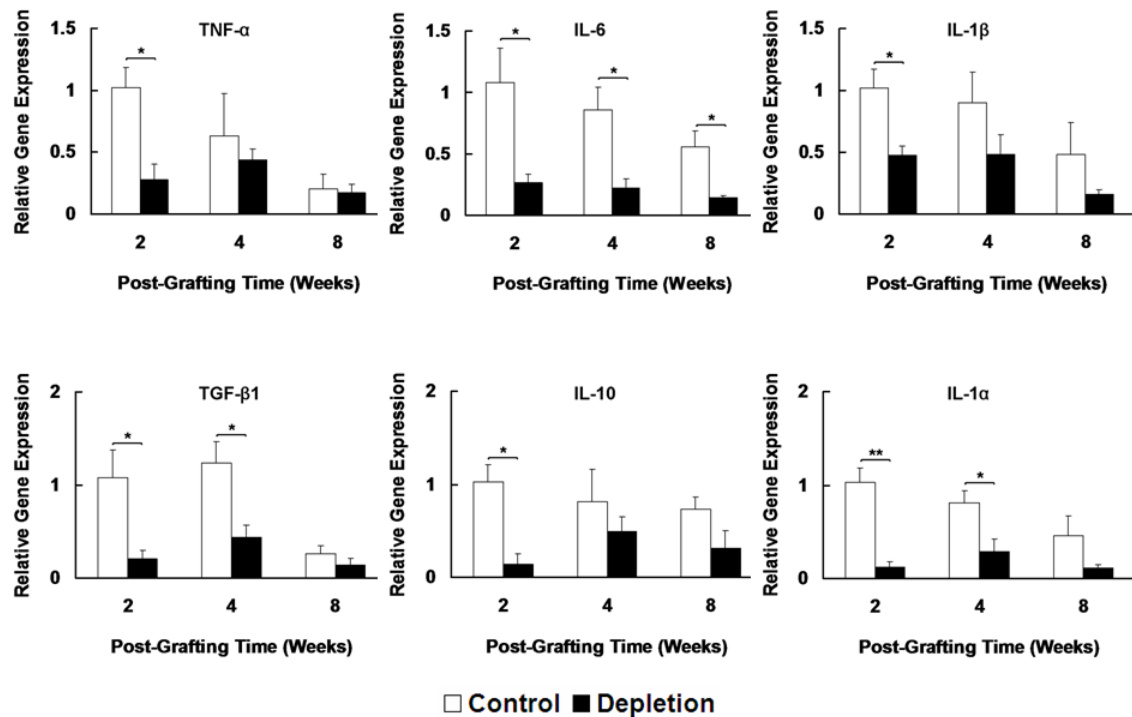 TNF-α
Relative Gene Expression
1.5
1
0.5
0
*
2
4
8
Post-Grafting Time (Weeks)
IL-6
Relative Gene Expression
1.5
1
0.5
0
*
*
*
2
4
8
Post-Grafting Time (Weeks)
IL-1β
Relative Gene Expression
1.5
1
0.5
0
*
2
4
8
Post-Grafting Time (Weeks)
TGF-β1
Relative Gene Expression
2
1
0
*
*
2
4
8
Post-Grafting Time (Weeks)
IL-10
Relative Gene Expression
2
1
0
*
2
4
8
Post-Grafting Time (Weeks)
IL-1α
Relative Gene Expression
2
1
0
**
*
2
4
8
Post-Grafting Time (Weeks)
Control Depletion